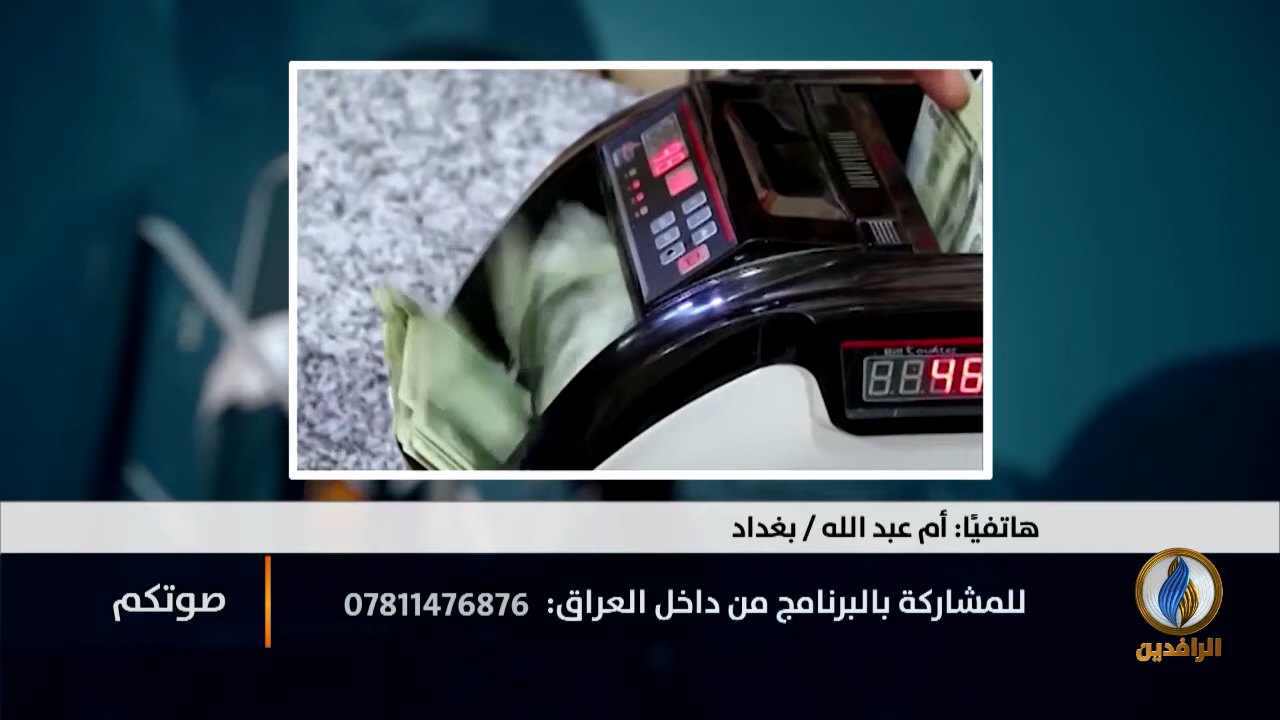 Bill Counter
46
هاتفيًا: أم عبد الله / بغداد
للمشاركة بالبرنامج من داخل العراق: 07811476876
صوتكم
الرافدين